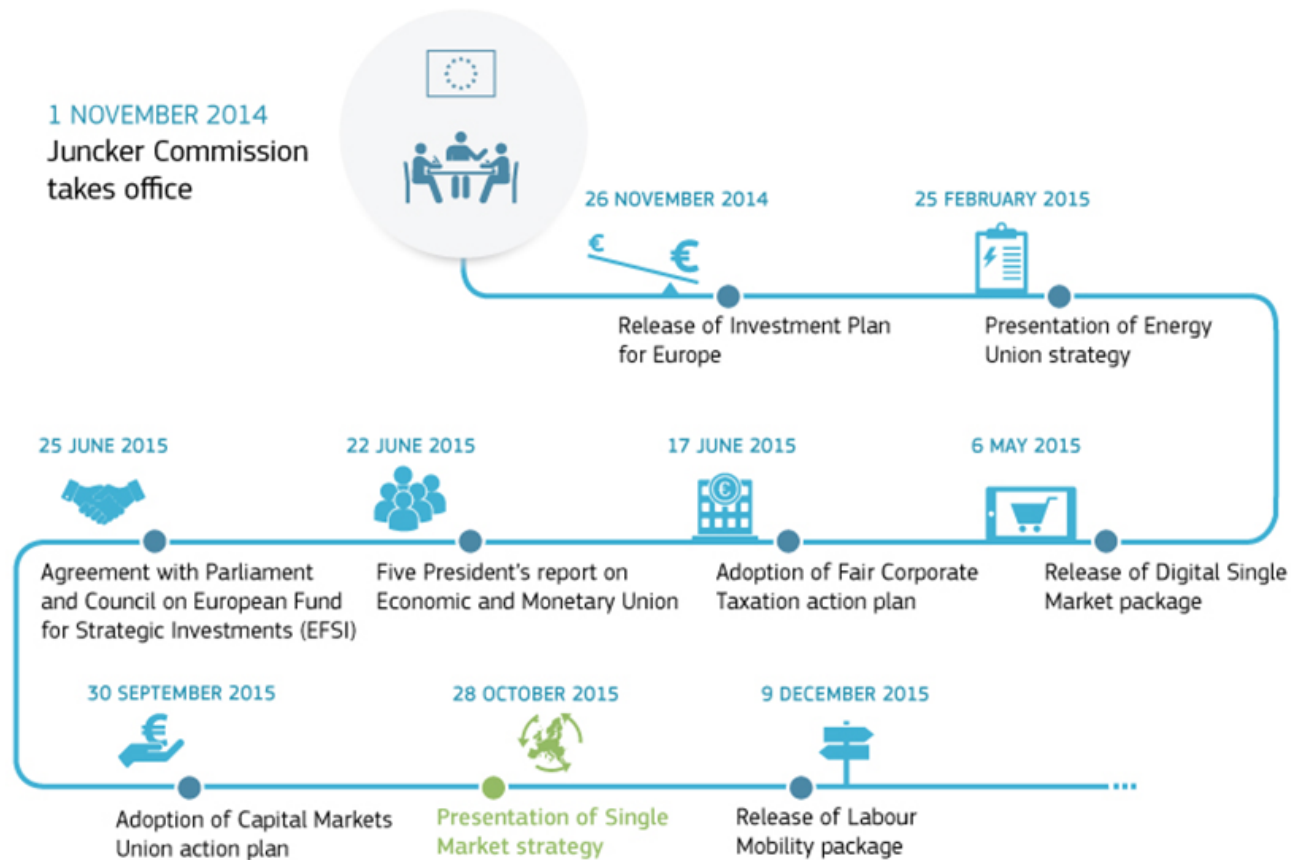 1 NOVEMBER 2014
Juncker Commission
takes office
26 NOVEMBER 2014
€ €
Release of Investment Plan
for Europe
25 FEBRUARY 2015
Presentation of Energy
Union strategy
6 MAY 2015
Release of Digital Single
Market package
17 JUNE 2015
€
Adoption of Fair Corporate
Taxation action plan
22 JUNE 2015
Five President's report on
Economic and Monetary Union
25 JUNE 2015
Agreement with Parliament
and Council on European Fund
for Strategic Investments (EFSI)
30 SEPTEMBER 2015
€
Adoption of Capital Markets
Union action plan
28 OCTOBER 2015
Presentation of Single
Market strategy
9 DECEMBER 2015
Release of Labour
Mobility package